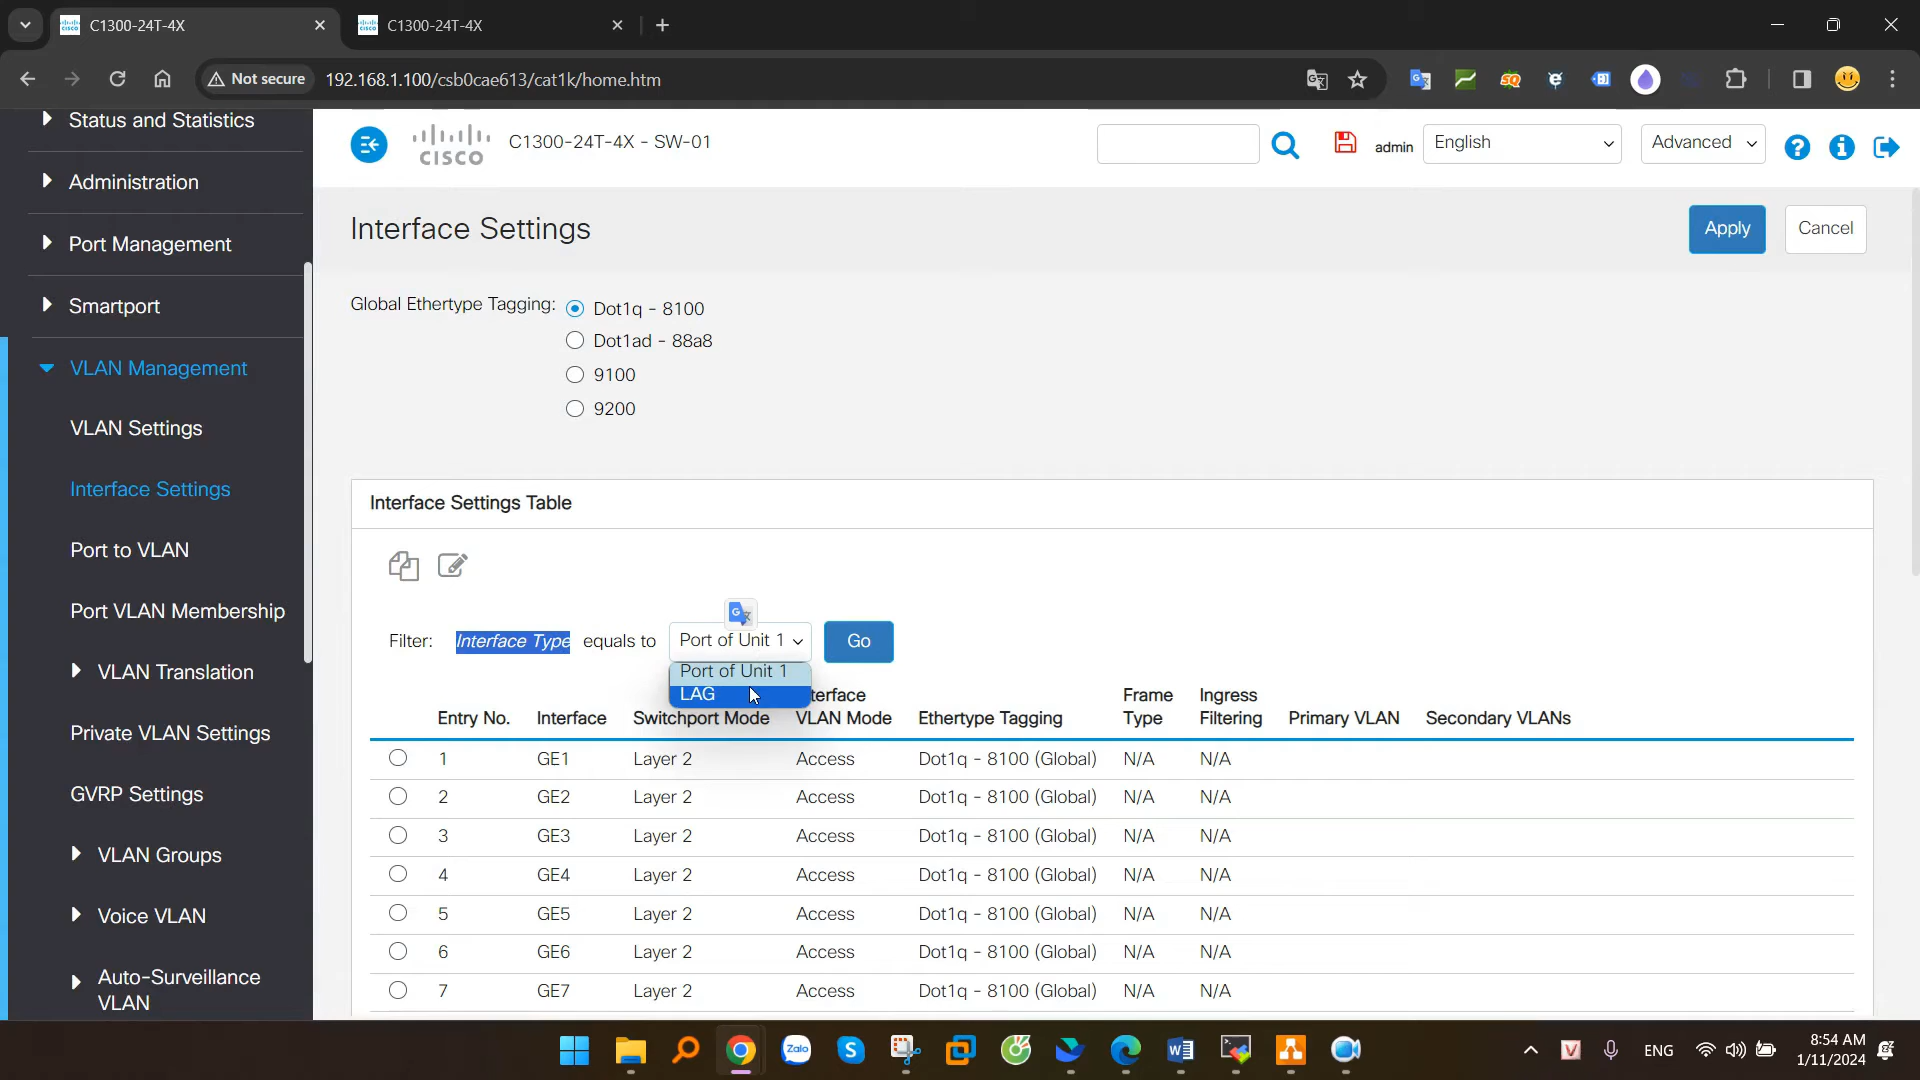 C1300-24T-4X
C1300-24T-4X
Not secure
192.168.1.100/csb0cae613/cat1k/home.htm
Status and Statistics
Administration
Port Management
Smartport
VLAN Management
VLAN Settings
Interface Settings
Port to VLAN
Port VLAN Membership
VLAN Translation
Private VLAN Settings
GVRP Settings
VLAN Groups
Voice VLAN
Auto-Surveillance
VLAN
CISCO
C1300-24T-4X - SW-01
admin
English
Advanced
Interface Settings
Apply
Cancel
Global Ethertype Tagging:
Dot1q - 8100
Dot1ad - 88a8
9100
9200
Interface Settings Table
Filter: Interface Type equals to Port of Unit 1 Go
Port of Unit 1
LAG
Entry No. Interface Switchport Mode terface VLAN Mode Ethertype Tagging Frame Type Ingress Filtering Primary VLAN Secondary VLANs
1 GE1 Layer 2 Access Dot1q - 8100 (Global) N/A N/A
2 GE2 Layer 2 Access Dot1q - 8100 (Global) N/A N/A
3 GE3 Layer 2 Access Dot1q - 8100 (Global) N/A N/A
4 GE4 Layer 2 Access Dot1q - 8100 (Global) N/A N/A
5 GE5 Layer 2 Access Dot1q - 8100 (Global) N/A N/A
6 GE6 Layer 2 Access Dot1q - 8100 (Global) N/A N/A
7 GE7 Layer 2 Access Dot1q - 8100 (Global) N/A N/A
Zalo
ENG
8:54 AM
1/11/2024